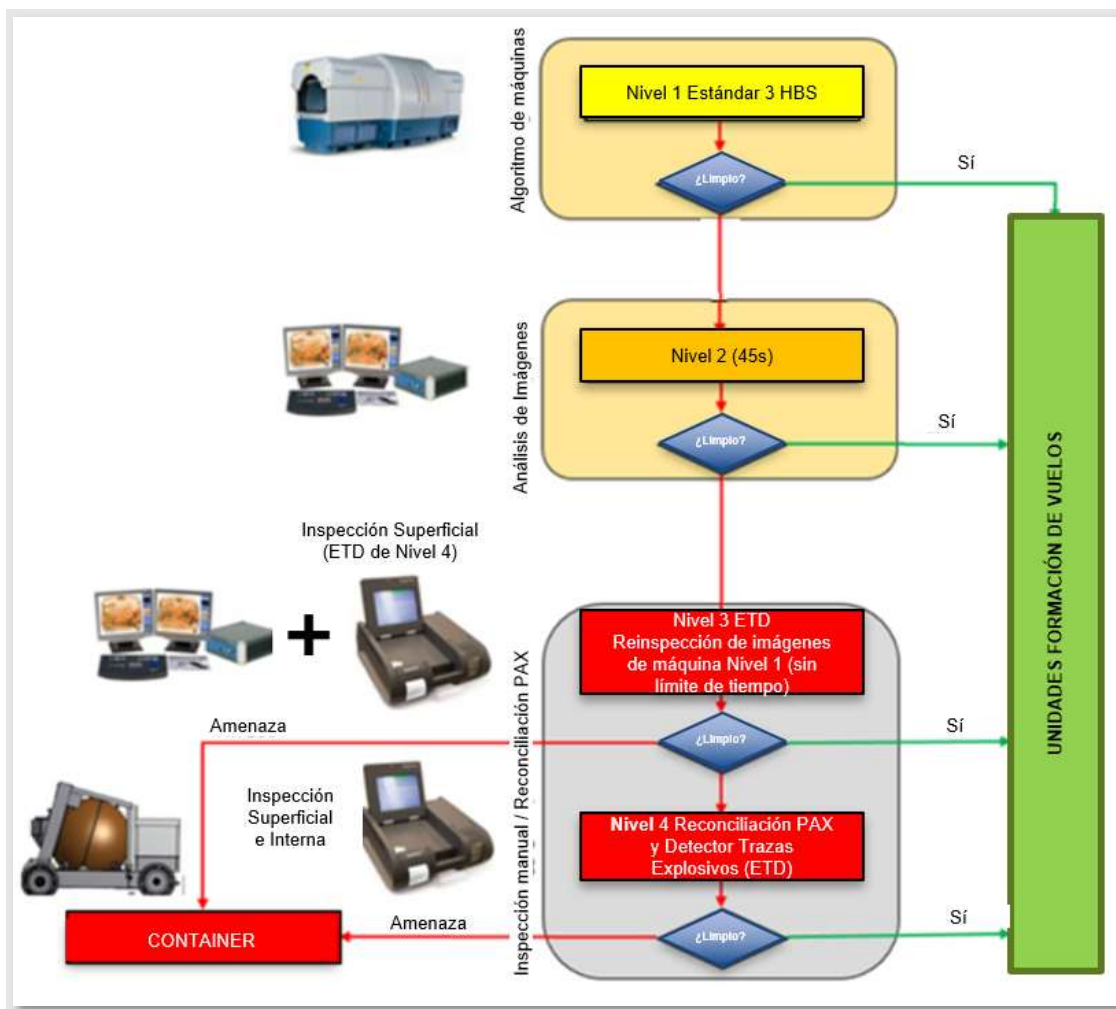 Algoritmo de máquinas
Nivel 1 Estándar 3 HBS
¿Limpio?
Sí
Análisis de Imágenes
Nivel 2 (45s)
¿Limpio?
Sí
UNIDADES FORMACIÓN DE VUELOS
Inspección Superficial
(ETD de Nivel 4)
Inspección manual / Reconciliación PAX
Nivel 3 ETD
Reinspección de imágenes
de máquina Nivel 1 (sin
límite de tiempo)
Amenaza
¿Limpio?
Sí
Inspección
Superficial
e Interna
Nivel 4 Reconciliación PAX
y Detector Trazas
Explosivos (ETD)
CONTAINER
Amenaza
¿Limpio?
Sí